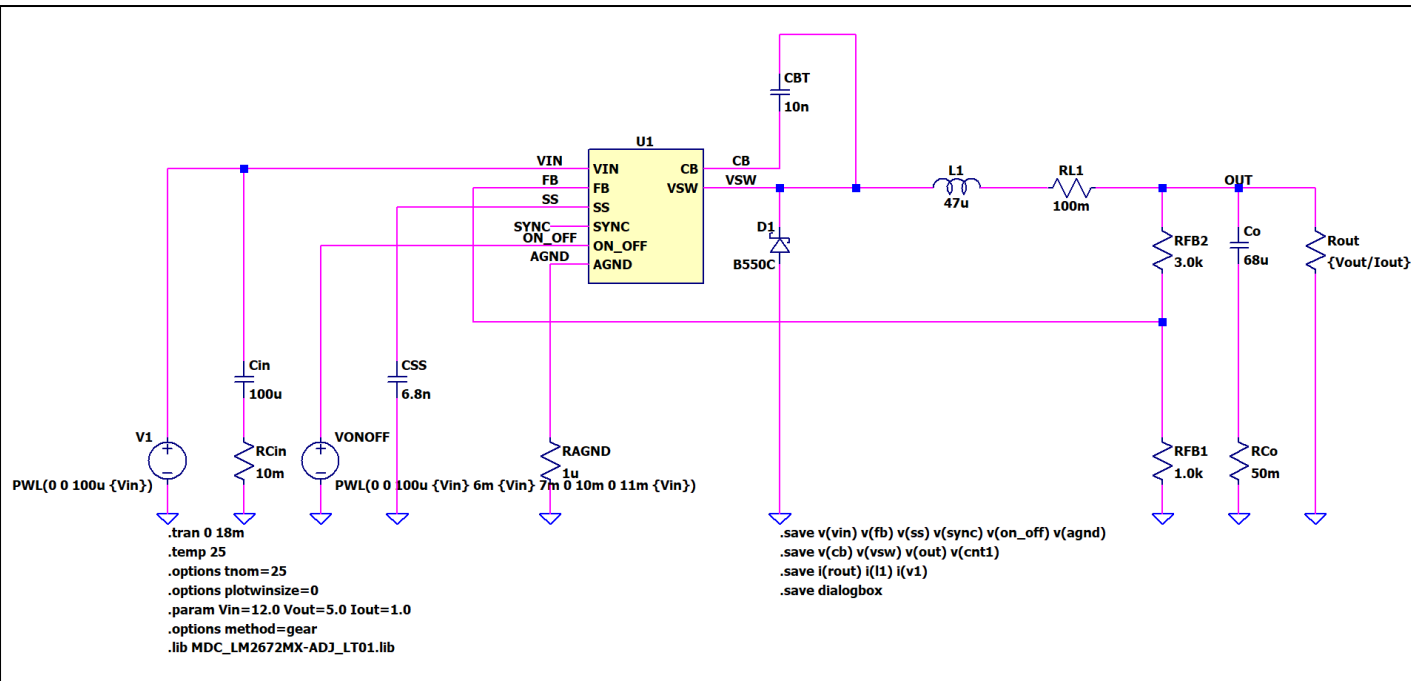 CBT
10n
U1
VIN
VIN
CB
CB
FB
FB
VSW
VSW
SS
SS
SYNC
SYNC
ON_OFF
ON_OFF
AGND
AGND
L1
47u
RL1
100m
OUT
D1
B550C
RFB2
3.0k
Co
68u
Rout
{Vout/Iout}
Cin
100u
CSS
6.8n
V1
PWL(0 0 100u {Vin})
RCin
10m
VONOFF
PWL(0 0 100u {Vin} 6m {Vin} 7m 0 10m 0 11m {Vin})
RAGND
1u
RFB1
1.0k
RCo
50m
.tran 0 18m
.temp 25
.options tnom=25
.options plotwinsize=0
.param Vin=12.0 Vout=5.0 Iout=1.0
.options method=gear
.lib MDC_LM2672MX-ADJ_LT01.lib
.save v(vin) v(fb) v(ss) v(sync) v(on_off) v(agnd)
.save v(cb) v(vsw) v(out) v(cnt1)
.save i(rout) i(l1) i(v1)
.save dialogbox